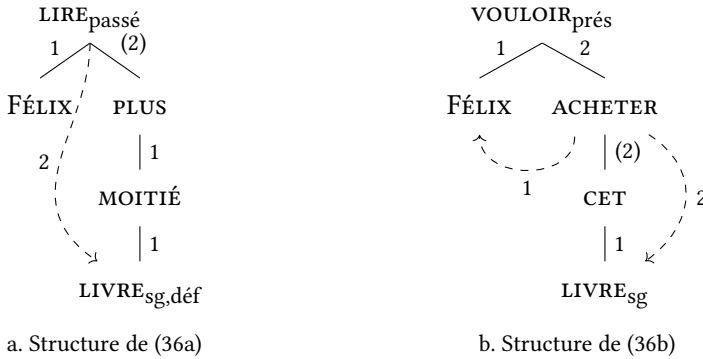 LIREpassé VOULOIRprés
1 (2) 1 2
FÉLIX PLUS FÉLIX ACHETER
2 1 1 (2) 2
MOITIÉ CET
1 1
LIVREsg,déf LIVREsg
a. Structure de (36a) b. Structure de (36b)